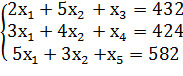 2x₁ + 5x₂ + x₃ = 432
3x₁ + 4x₂ + x₄ = 424
5x₁ + 3x₂ +x₅ = 582